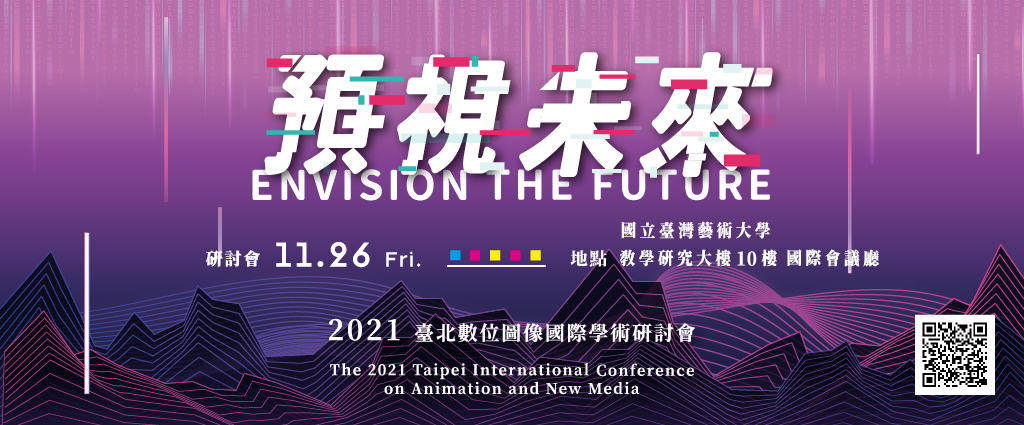 預視未來
ENVISION THE FUTURE
國立臺灣藝術大學
研討會 11.26 Fri. 地點 教學研究大樓10樓 國際會議廳
2021 臺北數位圖像國際學術研討會
The 2021 Taipei International Conference
on Animation and New Media